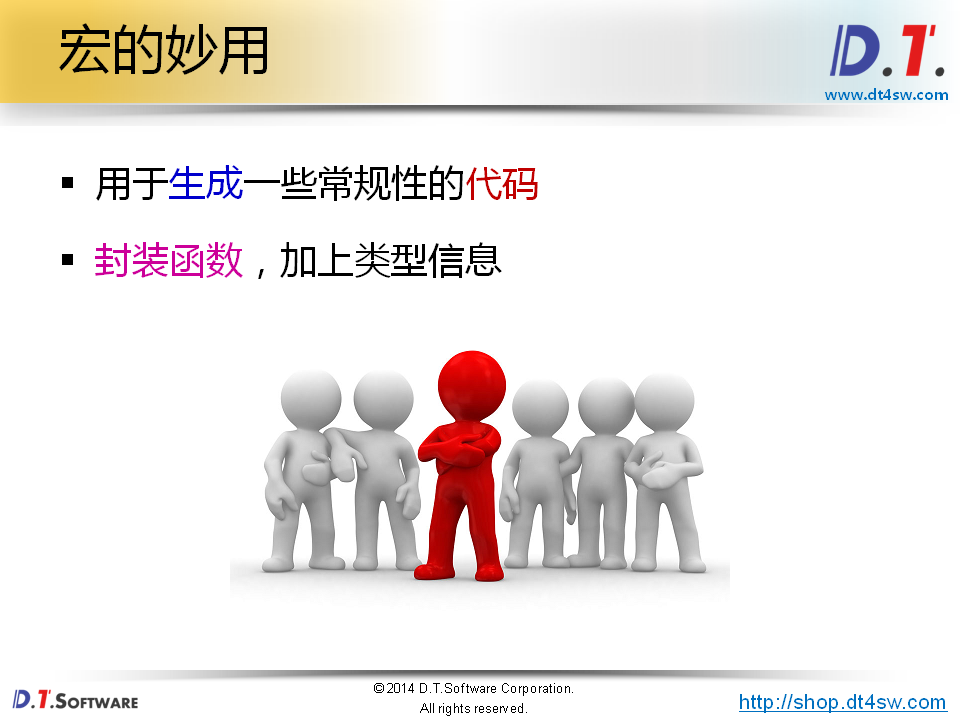 宏的妙用
D.T.
www.dt4sw.com
▪ 用于生成一些常规性的代码
▪ 封装函数，加上类型信息
D.T.SOFTWARE
©2014 D.T.Software Corporation.
All rights reserved.
http://shop.dt4sw.com